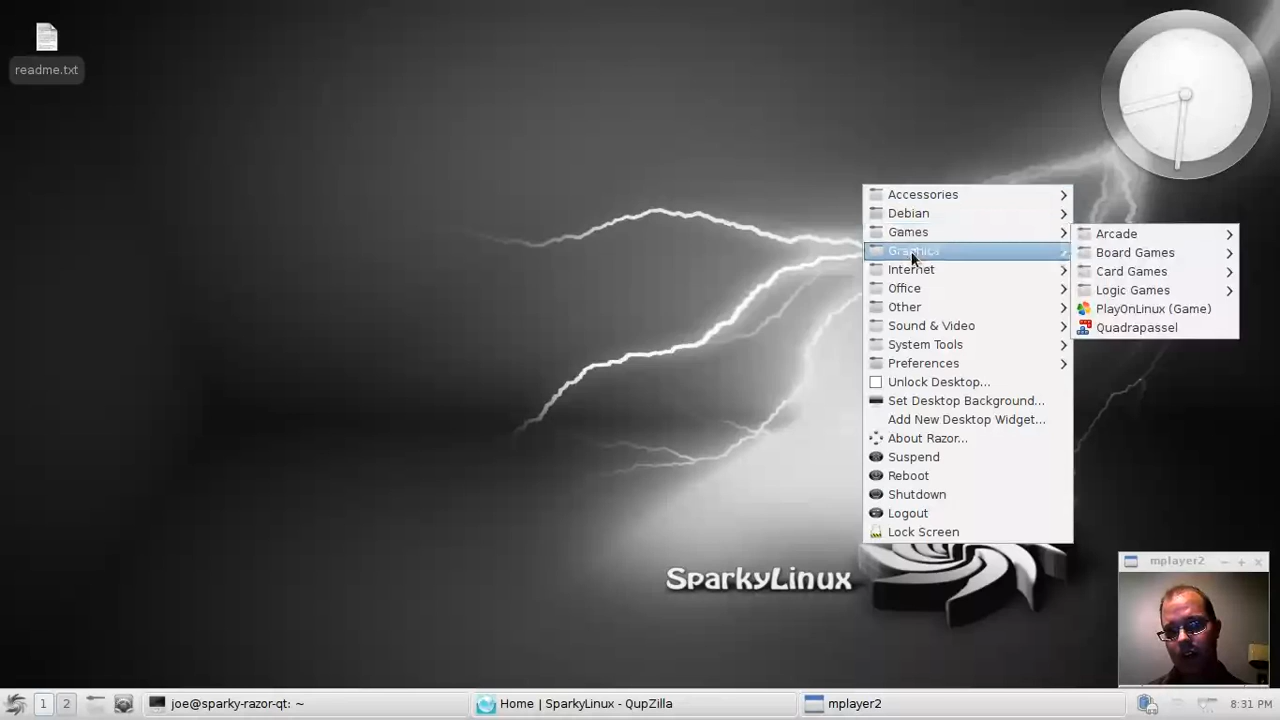 readme.txt
Accessories
Debian
Games
Graphics
Internet
Office
Other
Sound & Video
System Tools
Preferences
Unlock Desktop...
Set Desktop Background...
Add New Desktop Widget...
About Razor...
Suspend
Reboot
Shutdown
Logout
Lock Screen
Arcade
Board Games
Card Games
Logic Games
PlayOnLinux (Game)
Quadrapassel
SparkyLinux
mplayer2
1
2
joe@sparky-razor-qt: ~
Home | SparkyLinux - QupZilla
mplayer2
8:31 PM